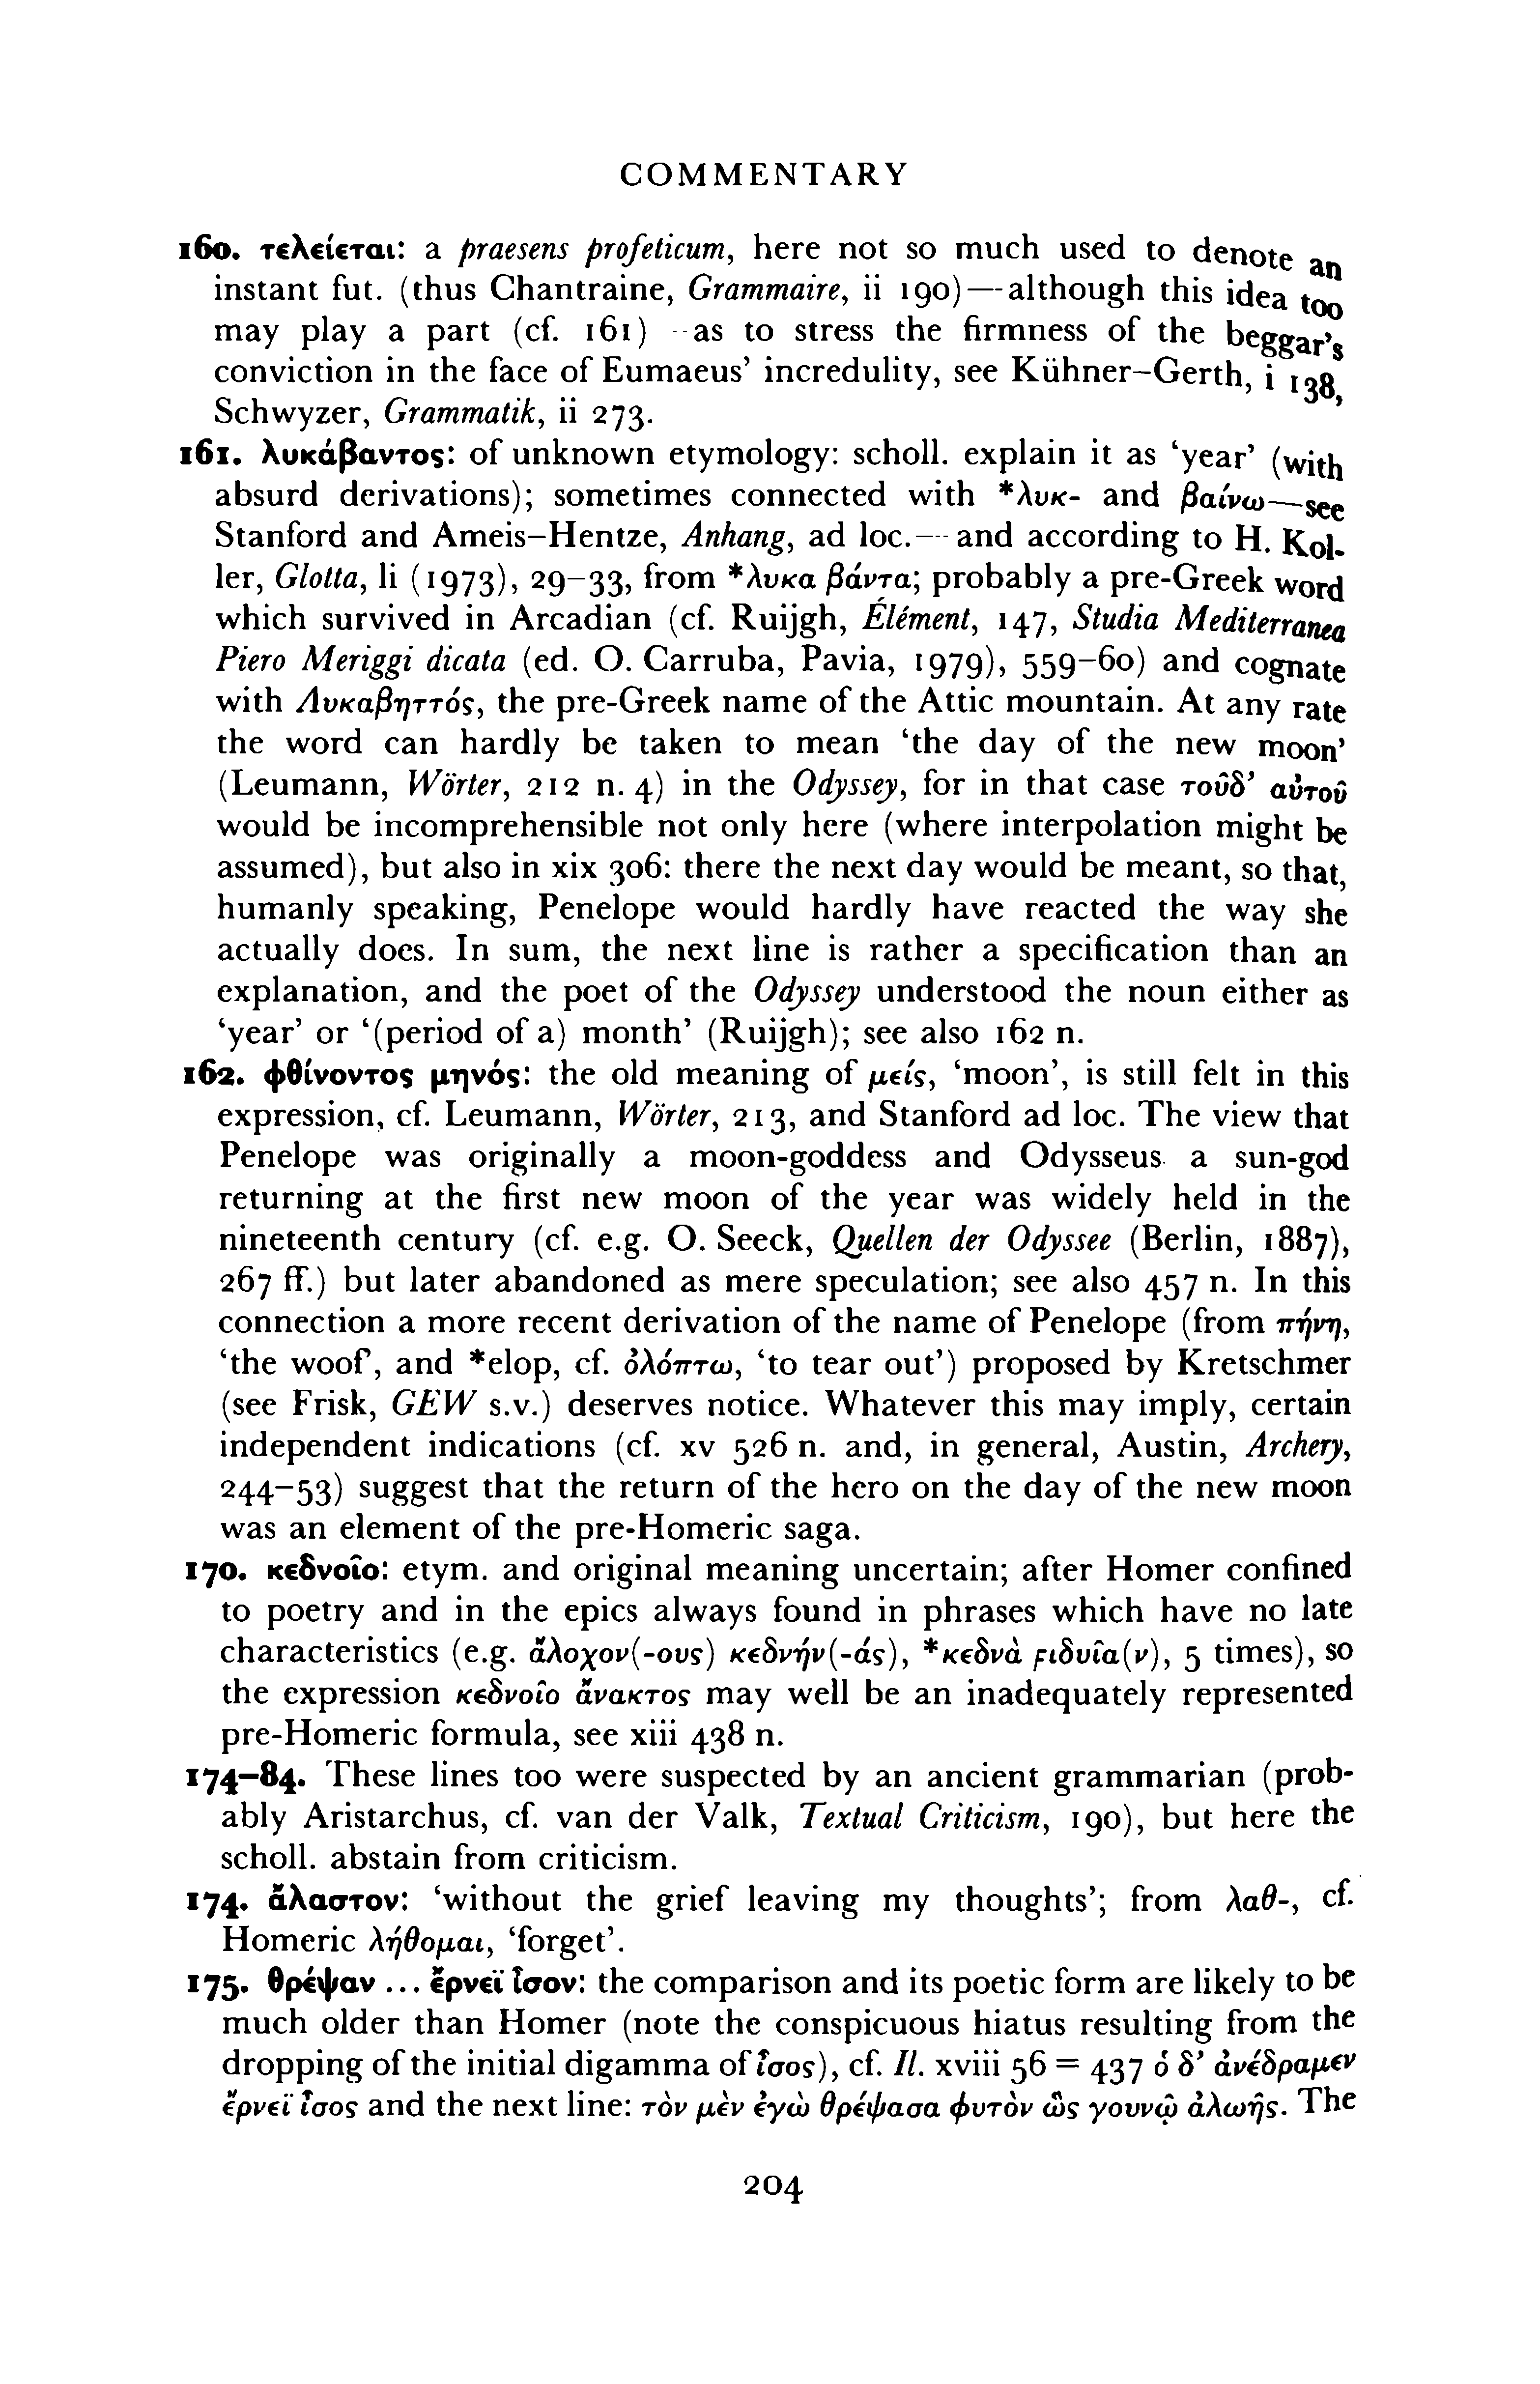 COMMENTARY
160. τελείεται: a praesens profeticum, here not so much used to denote an
instant fut. (thus Chantraine, Grammaire, ii 190)—although this idea too
may play a part (cf. 161) --as to stress the firmness of the beggar’s
conviction in the face of Eumaeus’ incredulity, see Kühner–Gerth, i 138,
Schwyzer, Grammatik, ii 273.
161. λυκάβαντος: of unknown etymology: scholl. explain it as ‘year’ (with
absurd derivations); sometimes connected with *λυκ- and βαίνω—see
Stanford and Ameis–Hentze, Anhang, ad loc.—and according to H. Kol-
ler, Glotta, li (1973), 29–33, from *λυκα βάντα; probably a pre-Greek word
which survived in Arcadian (cf. Ruijgh, Élément, 147, Studia Mediterranea
Piero Meriggi dicata (ed. O. Carruba, Pavia, 1979), 559–60) and cognate
with Λυκαβηττός, the pre-Greek name of the Attic mountain. At any rate
the word can hardly be taken to mean ‘the day of the new moon’
(Leumann, Wörter, 212 n. 4) in the Odyssey, for in that case τοῦδ’ αὐτοῦ
would be incomprehensible not only here (where interpolation might be
assumed), but also in xix 306: there the next day would be meant, so that,
humanly speaking, Penelope would hardly have reacted the way she
actually does. In sum, the next line is rather a specification than an
explanation, and the poet of the Odyssey understood the noun either as
‘year’ or ‘(period of a) month’ (Ruijgh); see also 162 n.
162. φθίνοντος μηνός: the old meaning of μείς, ‘moon’, is still felt in this
expression, cf. Leumann, Wörter, 213, and Stanford ad loc. The view that
Penelope was originally a moon-goddess and Odysseus a sun-god
returning at the first new moon of the year was widely held in the
nineteenth century (cf. e.g. O. Seeck, Quellen der Odyssee (Berlin, 1887),
267 ff.) but later abandoned as mere speculation; see also 457 n. In this
connection a more recent derivation of the name of Penelope (from πήνη,
‘the woof’, and *elop, cf. ὀλόπτω, ‘to tear out’) proposed by Kretschmer
(see Frisk, GEW s.v.) deserves notice. Whatever this may imply, certain
independent indications (cf. xv 526 n. and, in general, Austin, Archery,
244–53) suggest that the return of the hero on the day of the new moon
was an element of the pre-Homeric saga.
170. κεδνοῖο: etym. and original meaning uncertain; after Homer confined
to poetry and in the epics always found in phrases which have no late
characteristics (e.g. ἄλοχον(-ους) κεδνήν(-άς), *κεδνὰ ϝιδυῖα(ν), 5 times), so
the expression κεδνοῖο ἄνακτος may well be an inadequately represented
pre-Homeric formula, see xiii 438 n.
174–84. These lines too were suspected by an ancient grammarian (prob-
ably Aristarchus, cf. van der Valk, Textual Criticism, 190), but here the
scholl. abstain from criticism.
174. ἄλαστον: ‘without the grief leaving my thoughts’; from λαθ-, cf.
Homeric λήθομαι, ‘forget’.
175. θρέψαν ... ἔρνεϊ ἶσον: the comparison and its poetic form are likely to be
much older than Homer (note the conspicuous hiatus resulting from the
dropping of the initial digamma of ἶσος), cf. Il. xviii 56 = 437 ὁ δ’ ἀνέδραμεν
ἔρνεϊ ἶσος and the next line: τὸν μὲν ἐγὼ θρέψασα φυτὸν ὣς γουνῷ ἀλωῆς. The
204